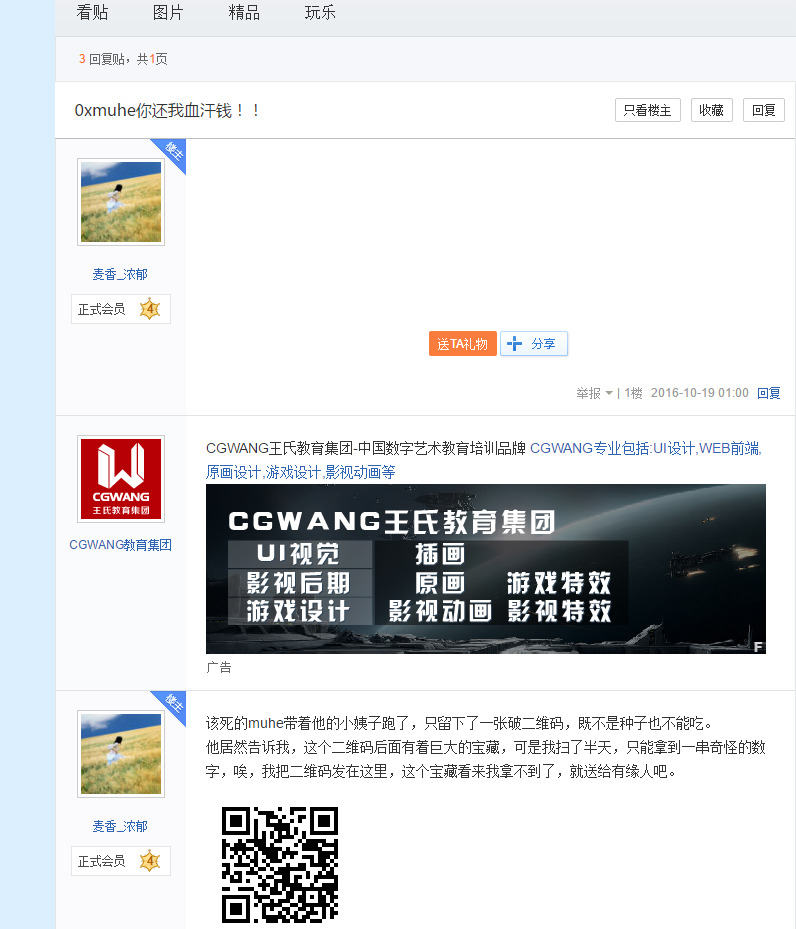 看贴 图片 精品 玩乐
3 回复贴，共1页
0xmuhe你还我血汗钱！！
只看楼主 收藏 回复
楼主
麦香_浓郁
正式会员 4
送TA礼物 分享
举报 | 1楼 2016-10-19 01:00 回复
CGWANG
王氏教育集团
CGWANG教育集团
CGWANG王氏教育集团-中国数字艺术教育培训品牌 CGWANG专业包括:UI设计,WEB前端,
原画设计,游戏设计,影视动画等
CGWANG王氏教育集团
UI视觉 插画
影视后期 原画 游戏特效
游戏设计 影视动画 影视特效
F
广告
楼主
麦香_浓郁
正式会员 4
该死的muhe带着他的小姨子跑了，只留下了一张破二维码，既不是种子也不能吃。
他居然告诉我，这个二维码后面有着巨大的宝藏，可是我扫了半天，只能拿到一串奇怪的数
字，唉，我把二维码发在这里，这个宝藏看来我拿不到了，就送给有缘人吧。